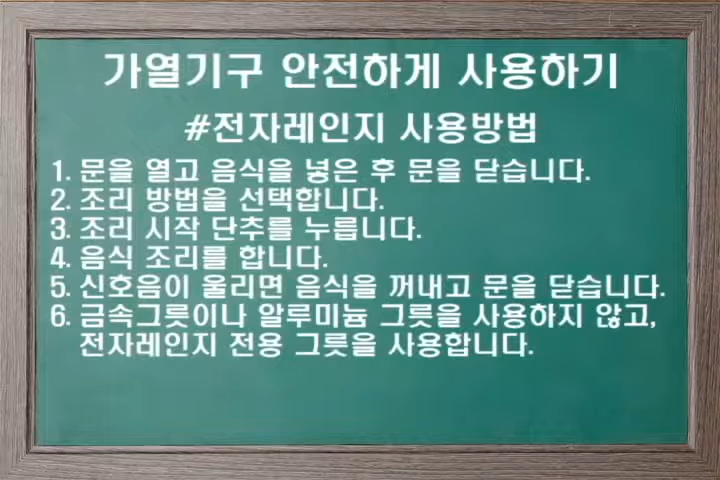 가열기구 안전하게 사용하기
#전자레인지 사용방법
1. 문을 열고 음식을 넣은 후 문을 닫습니다.
2. 조리 방법을 선택합니다.
3. 조리 시작 단추를 누릅니다.
4. 음식 조리를 합니다.
5. 신호음이 울리면 음식을 꺼내고 문을 닫습니다.
6. 금속그릇이나 알루미늄 그릇을 사용하지 않고,
전자레인지 전용 그릇을 사용합니다.